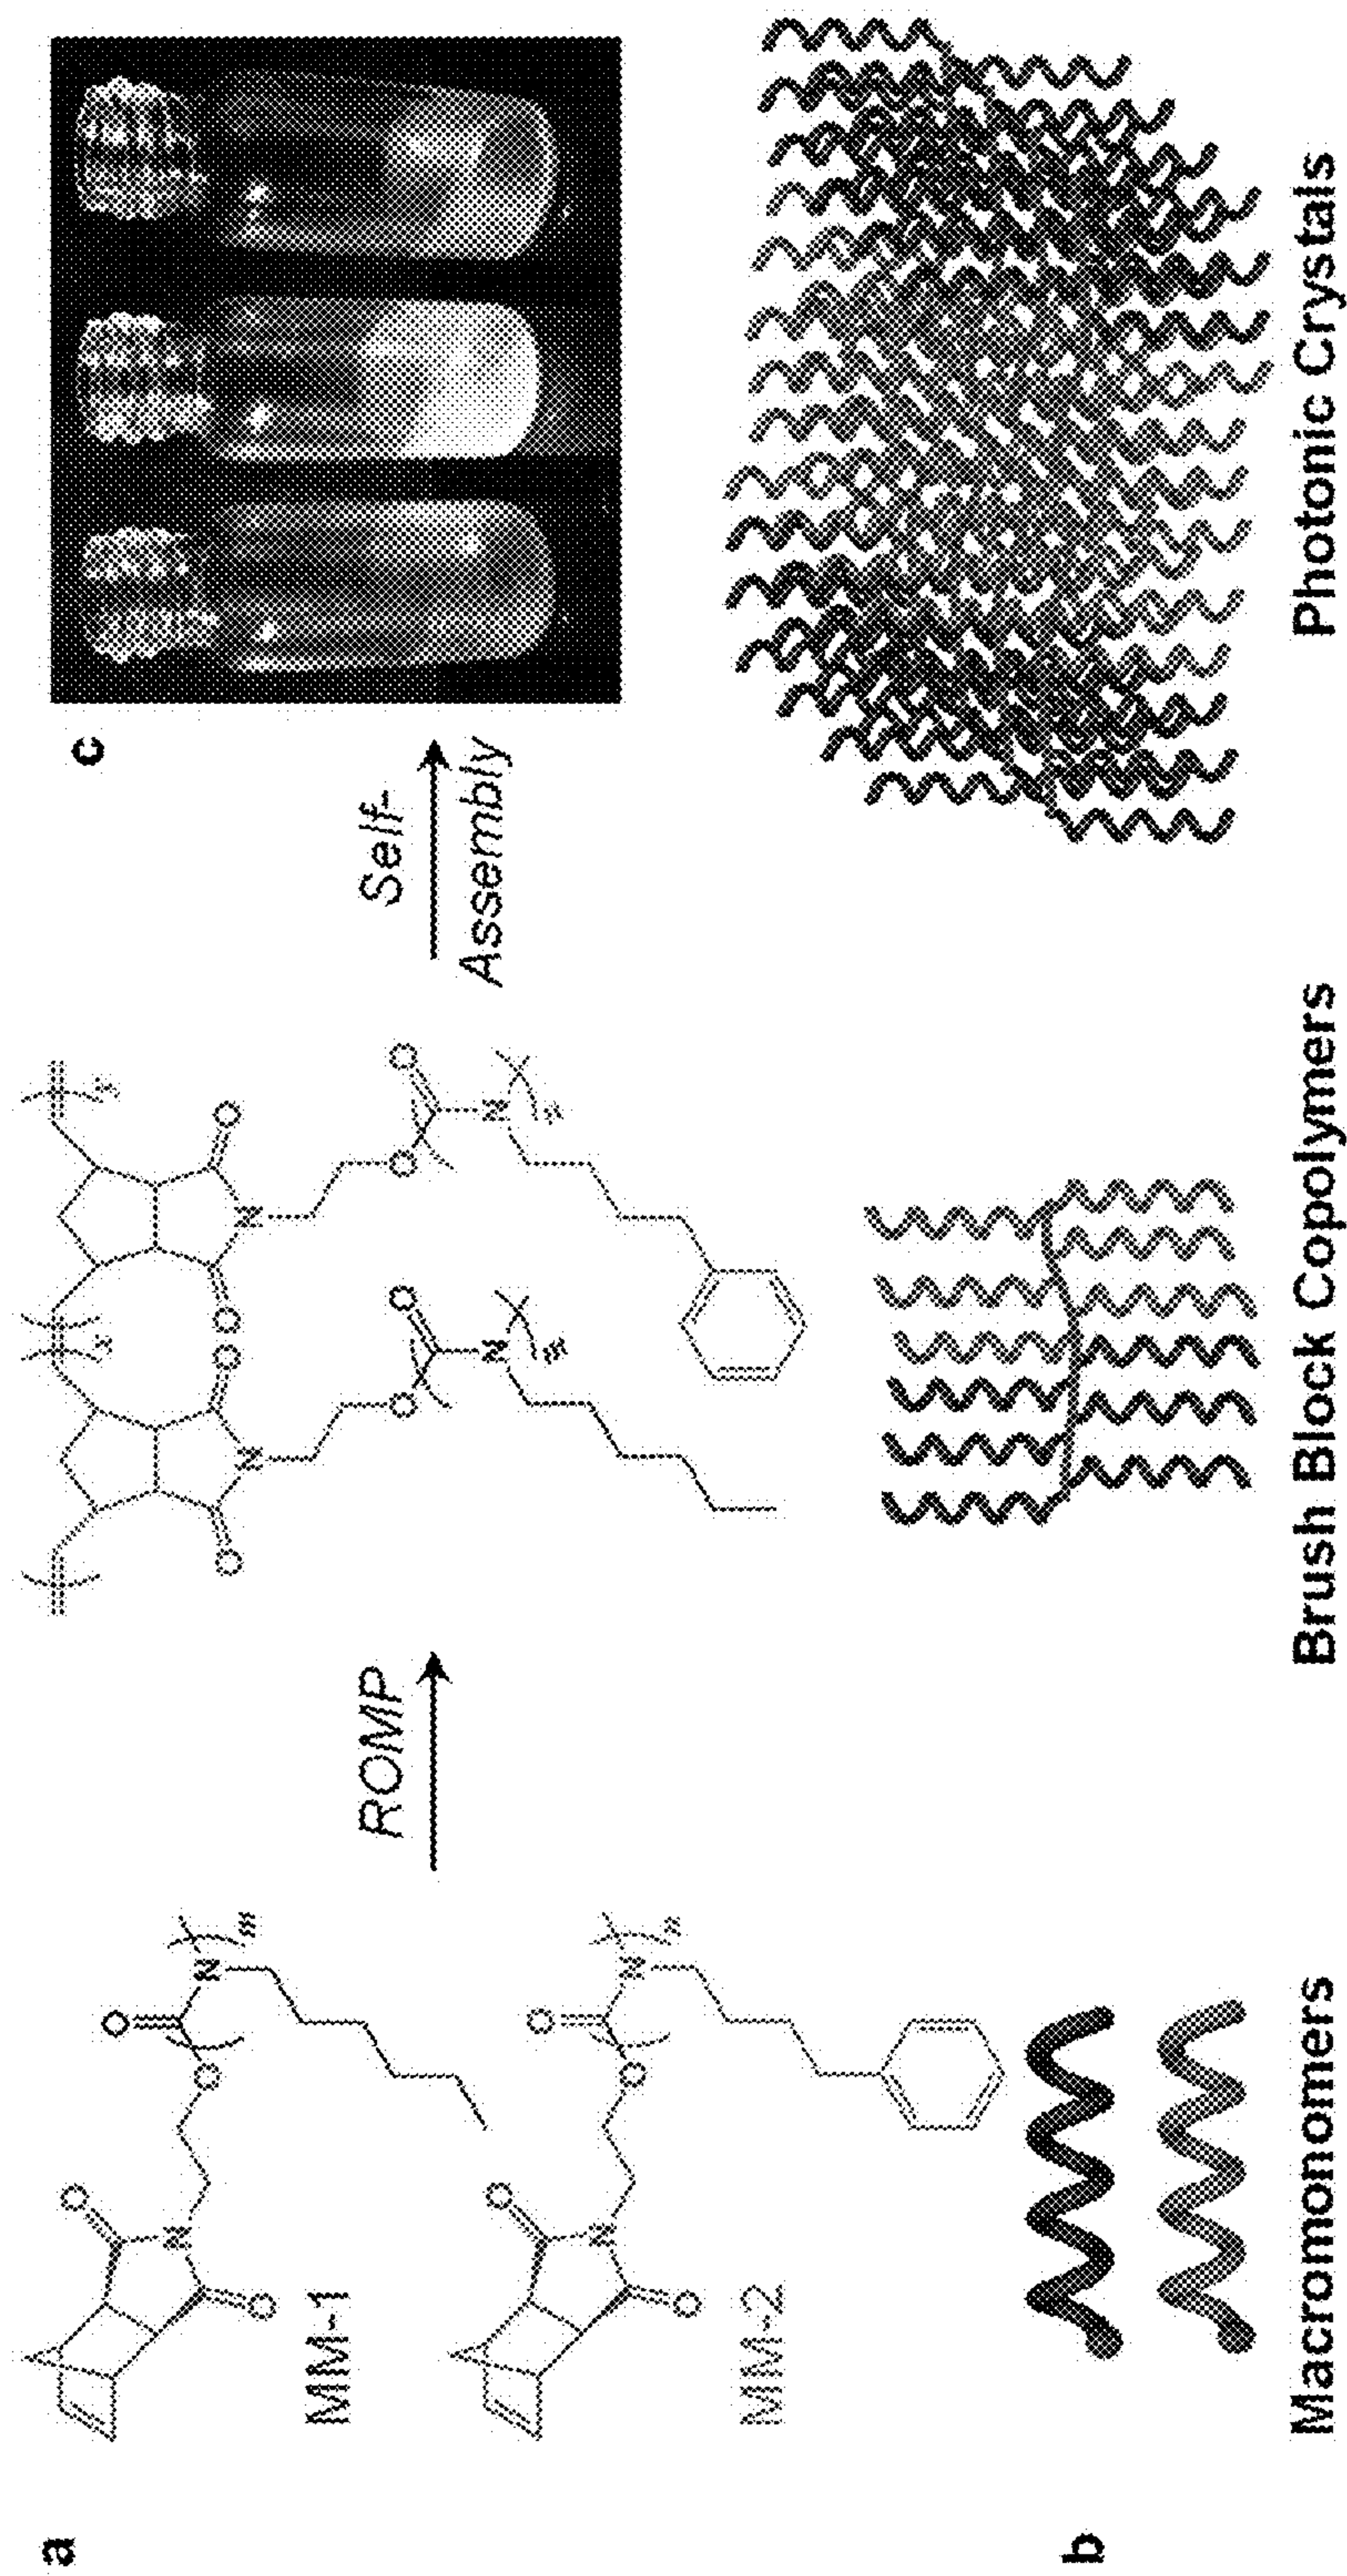 a
O
N
O
O
O
N
m
MM-1
O
N
O
O
O
N
n
MM-2
ROMP
O
N
O
O
O
N
m
O
N
O
O
O
N
n
Self-
Assembly
c
b
Macromonomers
Brush Block Copolymers
Photonic Crystals